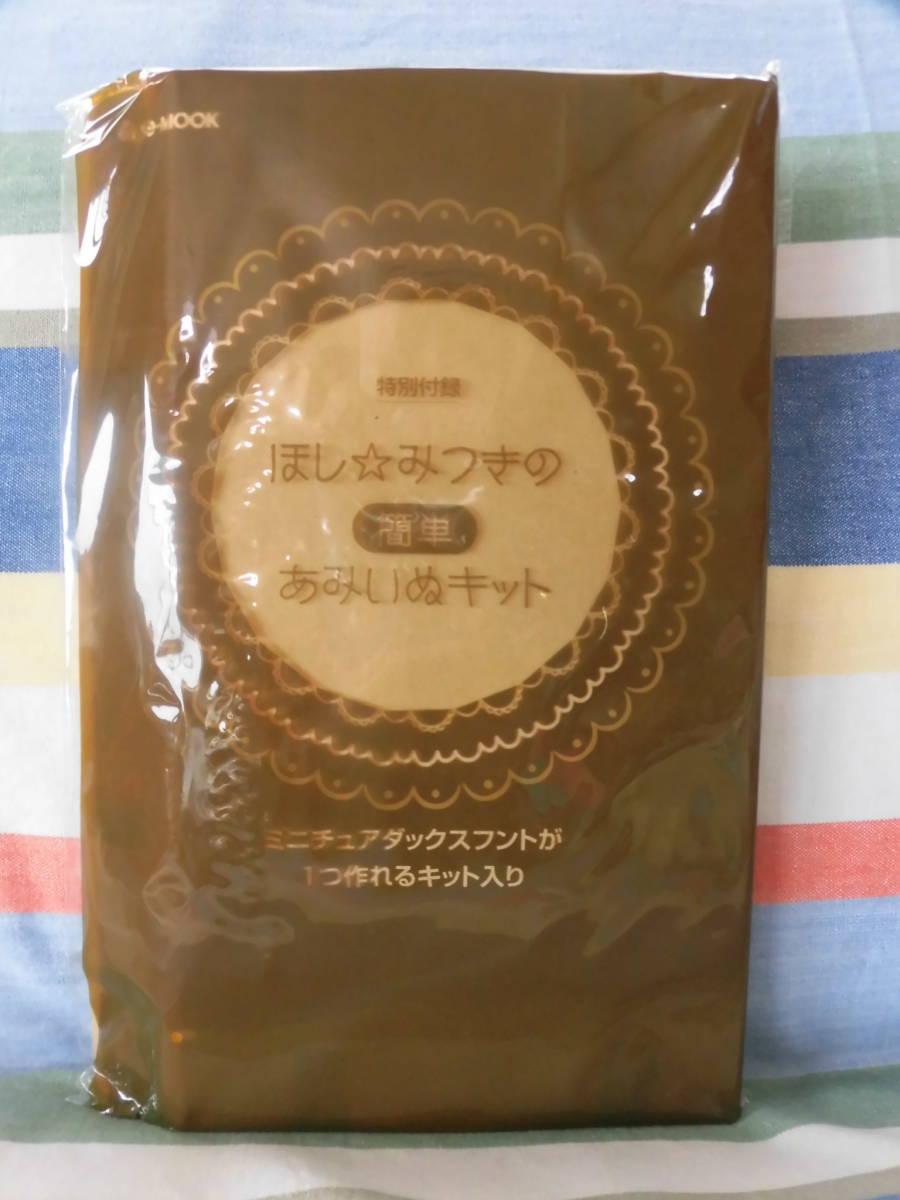 e-MOOK
特別付録
ほし☆みつきの
簡単
あみいぬキット
ミニチュアダックスフントが
1つ作れるキット入り